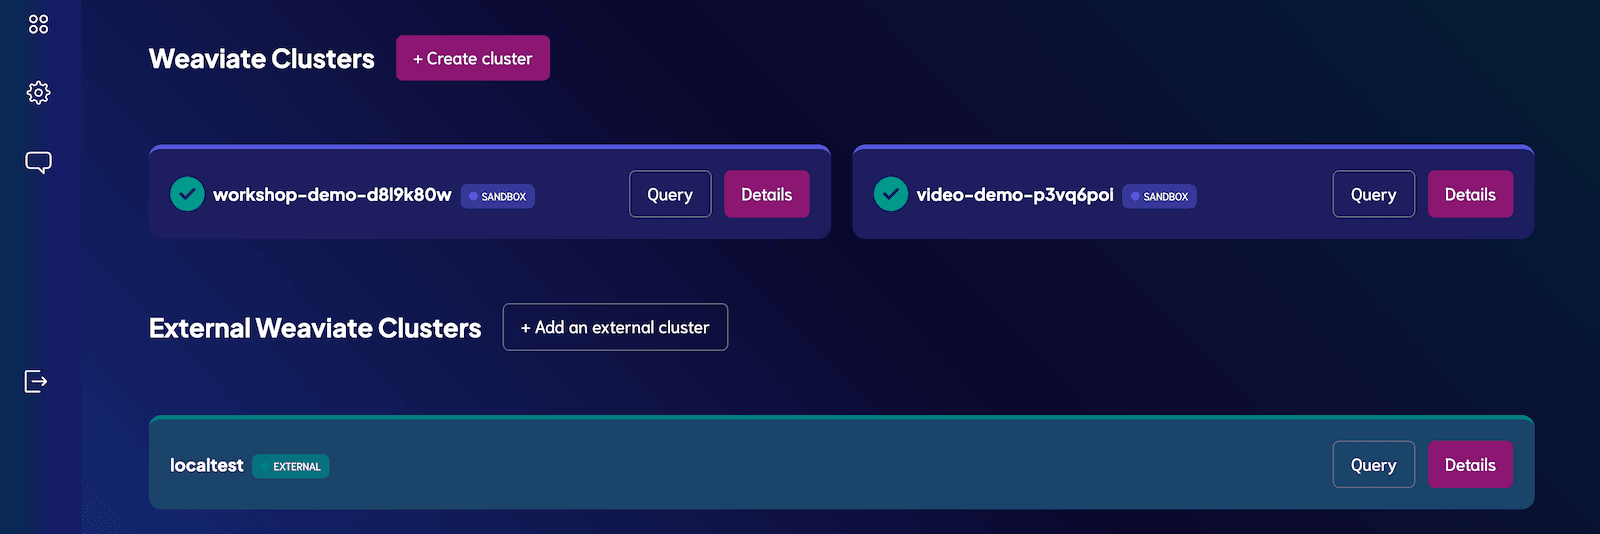 Weaviate Clusters + Create cluster
workshop-demo-d8l9k80w SANDBOX Query Details
video-demo-p3vq6poi SANDBOX Query Details
External Weaviate Clusters + Add an external cluster
localtest EXTERNAL Query Details